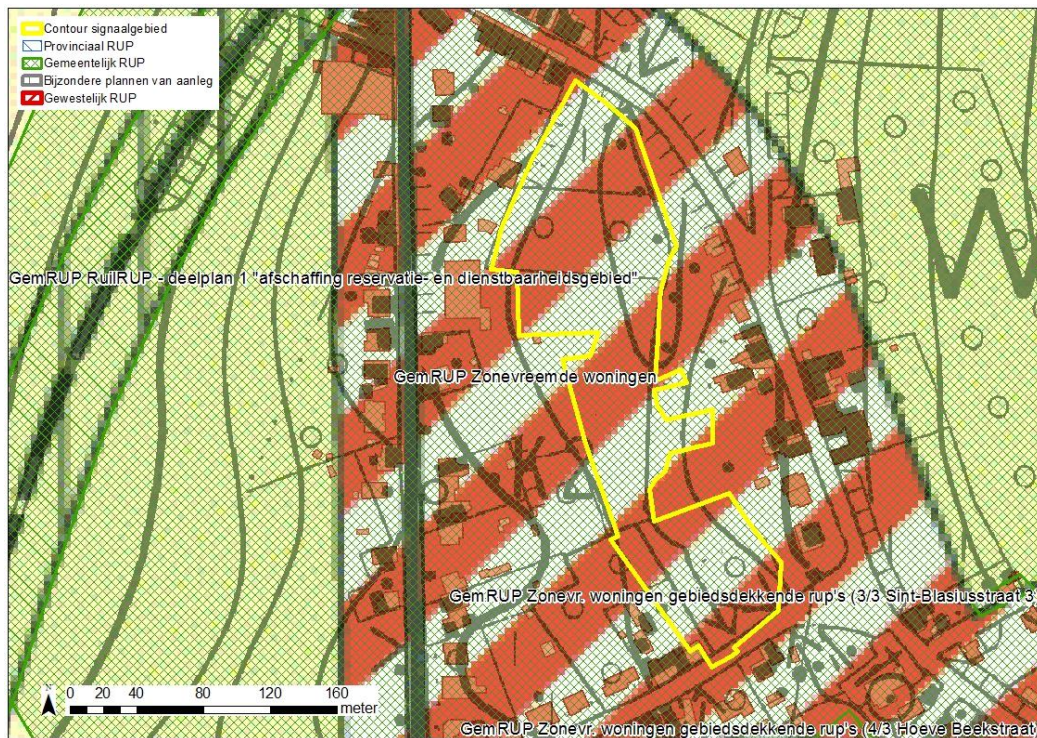 Contour signaalgebied
Provinciaal RUP
Gemeentelijk RUP
Bijzondere plannen van aanleg
Gewestelijk RUP
W
GemRUP RuilRUP - deelplan 1 "afschaffing reservatie- en dienstbaarheidsgebied"
GemRUP Zonevreemde woningen
GemRUP Zonevr. woningen gebiedsdekkende rup's (3/3 Sint-Blasiusstraat 3
N
0 20 40 80 120 160
meter
GemRUP Zonevr. woningen gebiedsdekkende rup's (4/3 Hoeve Beekstraat